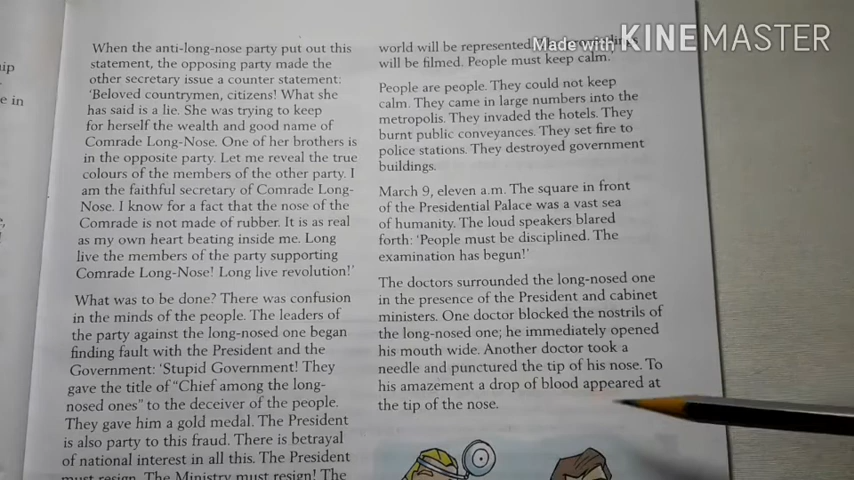 ip
e in
e,
When the anti-long-nose party put out this
statement, the opposing party made the
other secretary issue a counter statement:
'Beloved countrymen, citizens! What she
has said is a lie. She was trying to keep
for herself the wealth and good name of
Comrade Long-Nose. One of her brothers is
in the opposite party. Let me reveal the true
colours of the members of the other party. I
am the faithful secretary of Comrade Long-
Nose. I know for a fact that the nose of the
Comrade is not made of rubber. It is as real
as my own heart beating inside me. Long
live the members of the party supporting
Comrade Long-Nose! Long live revolution!'
What was to be done? There was confusion
in the minds of the people. The leaders of
the party against the long-nosed one began
finding fault with the President and the
Government: 'Stupid Government! They
gave the title of "Chief among the long-
nosed ones" to the deceiver of the people.
They gave him a gold medal. The President
is also party to this fraud. There is betrayal
of national interest in all this. The President
must resign. The Ministry must resign! The
world will be represented
will be filmed. People must keep calm.'
People are people. They could not keep
calm. They came in large numbers into the
metropolis. They invaded the hotels. They
burnt public conveyances. They set fire to
police stations. They destroyed government
buildings.
March 9, eleven a.m. The square in front
of the Presidential Palace was a vast sea
of humanity. The loud speakers blared
forth: 'People must be disciplined. The
examination has begun!'
The doctors surrounded the long-nosed one
in the presence of the President and cabinet
ministers. One doctor blocked the nostrils of
the long-nosed one; he immediately opened
his mouth wide. Another doctor took a
needle and punctured the tip of his nose. To
his amazement a drop of blood appeared at
the tip of the nose.
Made with KINEMASTER